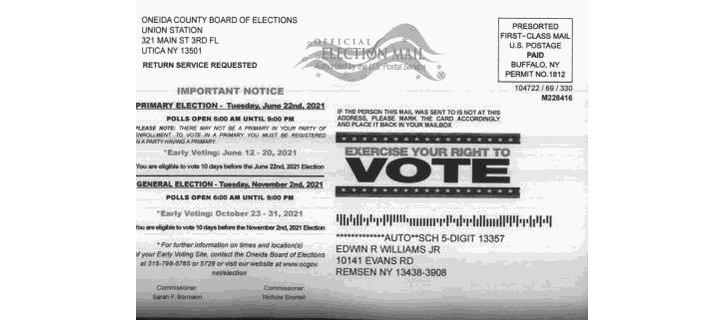 ONEIDA COUNTY BOARD OF ELECTIONS
UNION STATION
321 MAIN ST 3RD FL
UTICA NY 13501
RETURN SERVICE REQUESTED
OFFICIAL
ELECTION MAIL
Authorized by the U.S. Postal Service
®
PRESORTED
FIRST-CLASS MAIL
U.S. POSTAGE
PAID
BUFFALO, NY
PERMIT NO.1812
104722 / 69 / 330
M228416
IMPORTANT NOTICE
PRIMARY ELECTION - Tuesday, June 22nd, 2021
POLLS OPEN 6:00 AM UNTIL 9:00 PM
PLEASE NOTE: THERE MAY NOT BE A PRIMARY IN YOUR PARTY OF
ENROLLMENT. TO VOTE IN A PRIMARY YOU MUST BE REGISTERED
IN A PARTY HAVING A PRIMARY.
*Early Voting: June 12 - 20, 2021
You are eligible to vote 10 days before the June 22nd, 2021 Election
GENERAL ELECTION - Tuesday, November 2nd, 2021
POLLS OPEN 6:00 AM UNTIL 9:00 PM
*Early Voting: October 23 - 31, 2021
You are eligible to vote 10 days before the November 2nd, 2021 Election
* For further information on times and location(s)
of your Early Voting Site, contact the Oneida Board of Elections
at 315-798-5765 or 5729 or visit our website at www.ocgov.
net/election
Commissioner: Commissioner:
Sarah F. Bormann Nichole Shortell
IF THE PERSON THIS MAIL WAS SENT TO IS NOT AT THIS
ADDRESS, PLEASE MARK THE CARD ACCORDINGLY
AND PLACE IT BACK IN YOUR MAILBOX
EXERCISE YOUR RIGHT TO
VOTE
*************AUTO**SCH 5-DIGIT 13357
EDWIN R WILLIAMS JR
10141 EVANS RD
REMSEN NY 13438-3908